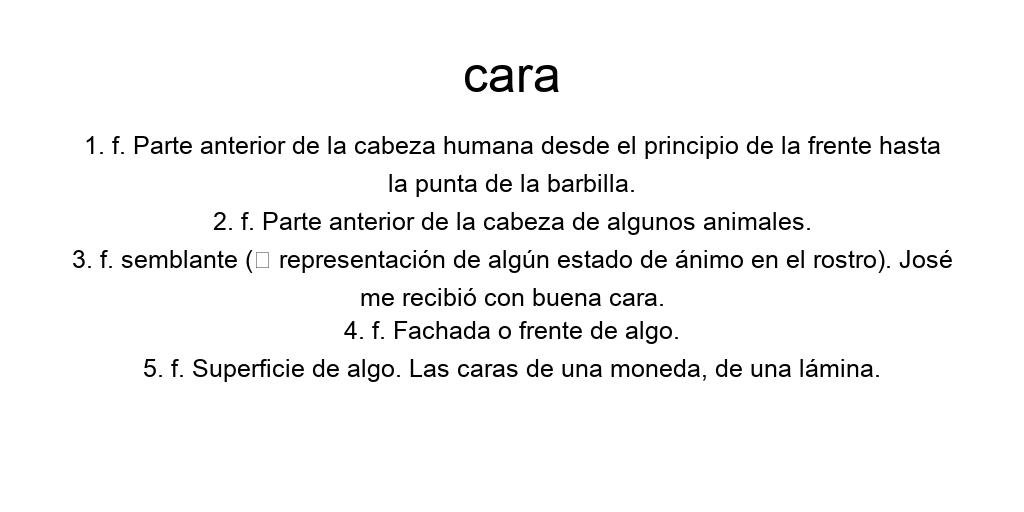 cara
1. f. Parte anterior de la cabeza humana desde el principio de la frente hasta
la punta de la barbilla.
2. f. Parte anterior de la cabeza de algunos animales.
3. f. semblante (□ representación de algún estado de ánimo en el rostro). José
me recibió con buena cara.
4. f. Fachada o frente de algo.
5. f. Superficie de algo. Las caras de una moneda, de una lámina.